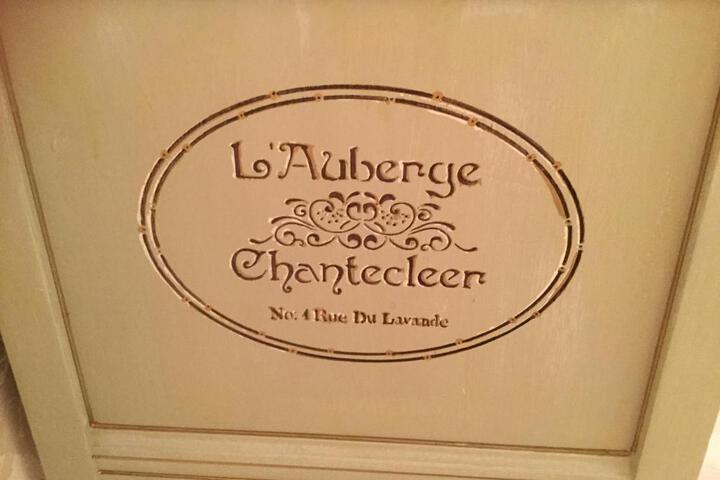 L'Auberge
Chantecleer
No: 4 Rue Du Lavande